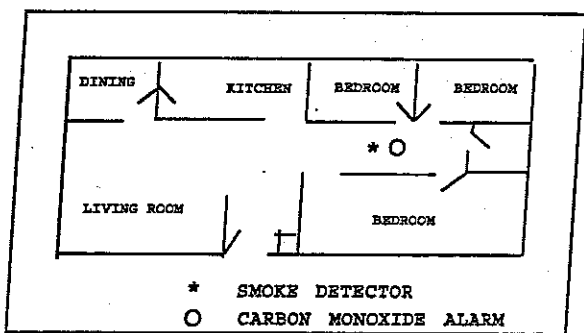 DINING KITCHEN BEDROOM BEDROOM
* O
LIVING ROOM
BEDROOM
* SMOKE DETECTOR
O CARBON MONOXIDE ALARM